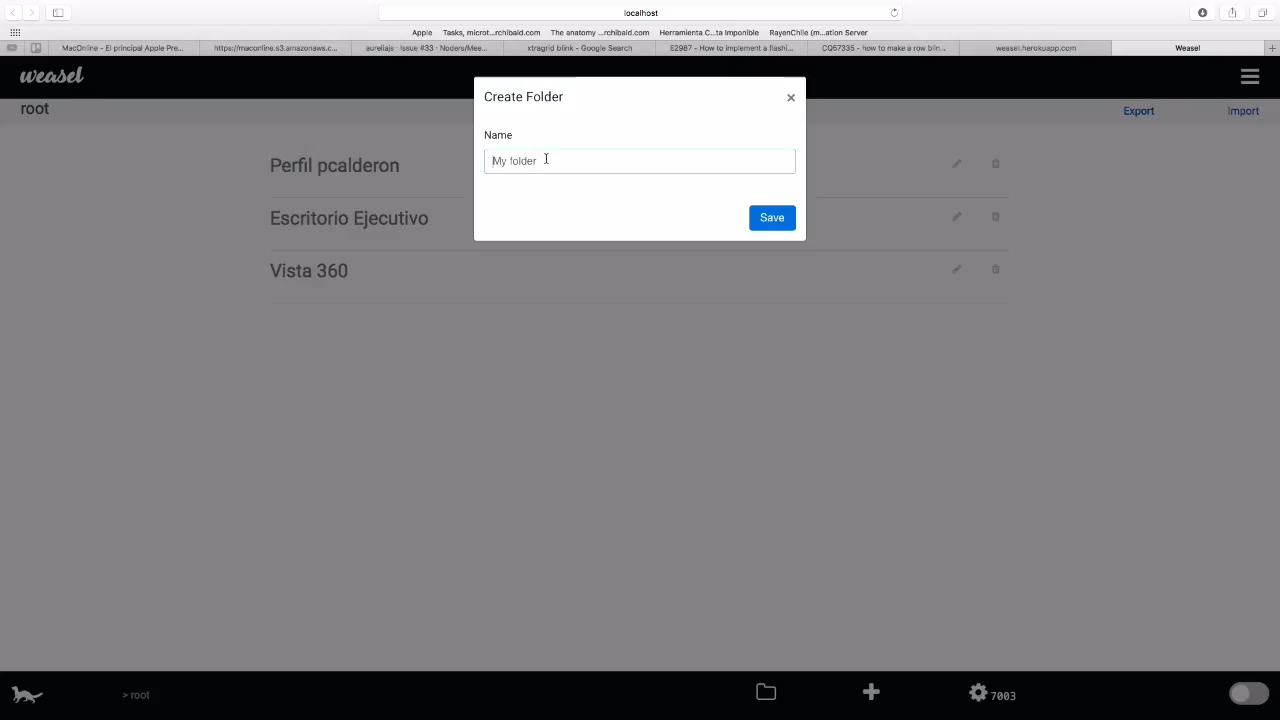 localhost
Apple Tasks, microt...rchibald.com The anatomy ...rchibald.com Herramienta C...ta Imponible RayenChile (m...ation Server
MacOnline - El principal Apple Pre... https://maconline.s3.amazonaws.c... aureliajs · Issue #33 · Noders/Mee... xtragrid blink - Google Search E2987 - How to implement a flashi... CQ57335 - how to make a row blin... weasel.herokuapp.com Weasel +
weasel
root Export Import
Create Folder ×
Name
My folder
Save
Perfil pcalderon
Escritorio Ejecutivo
Vista 360
> root 7003